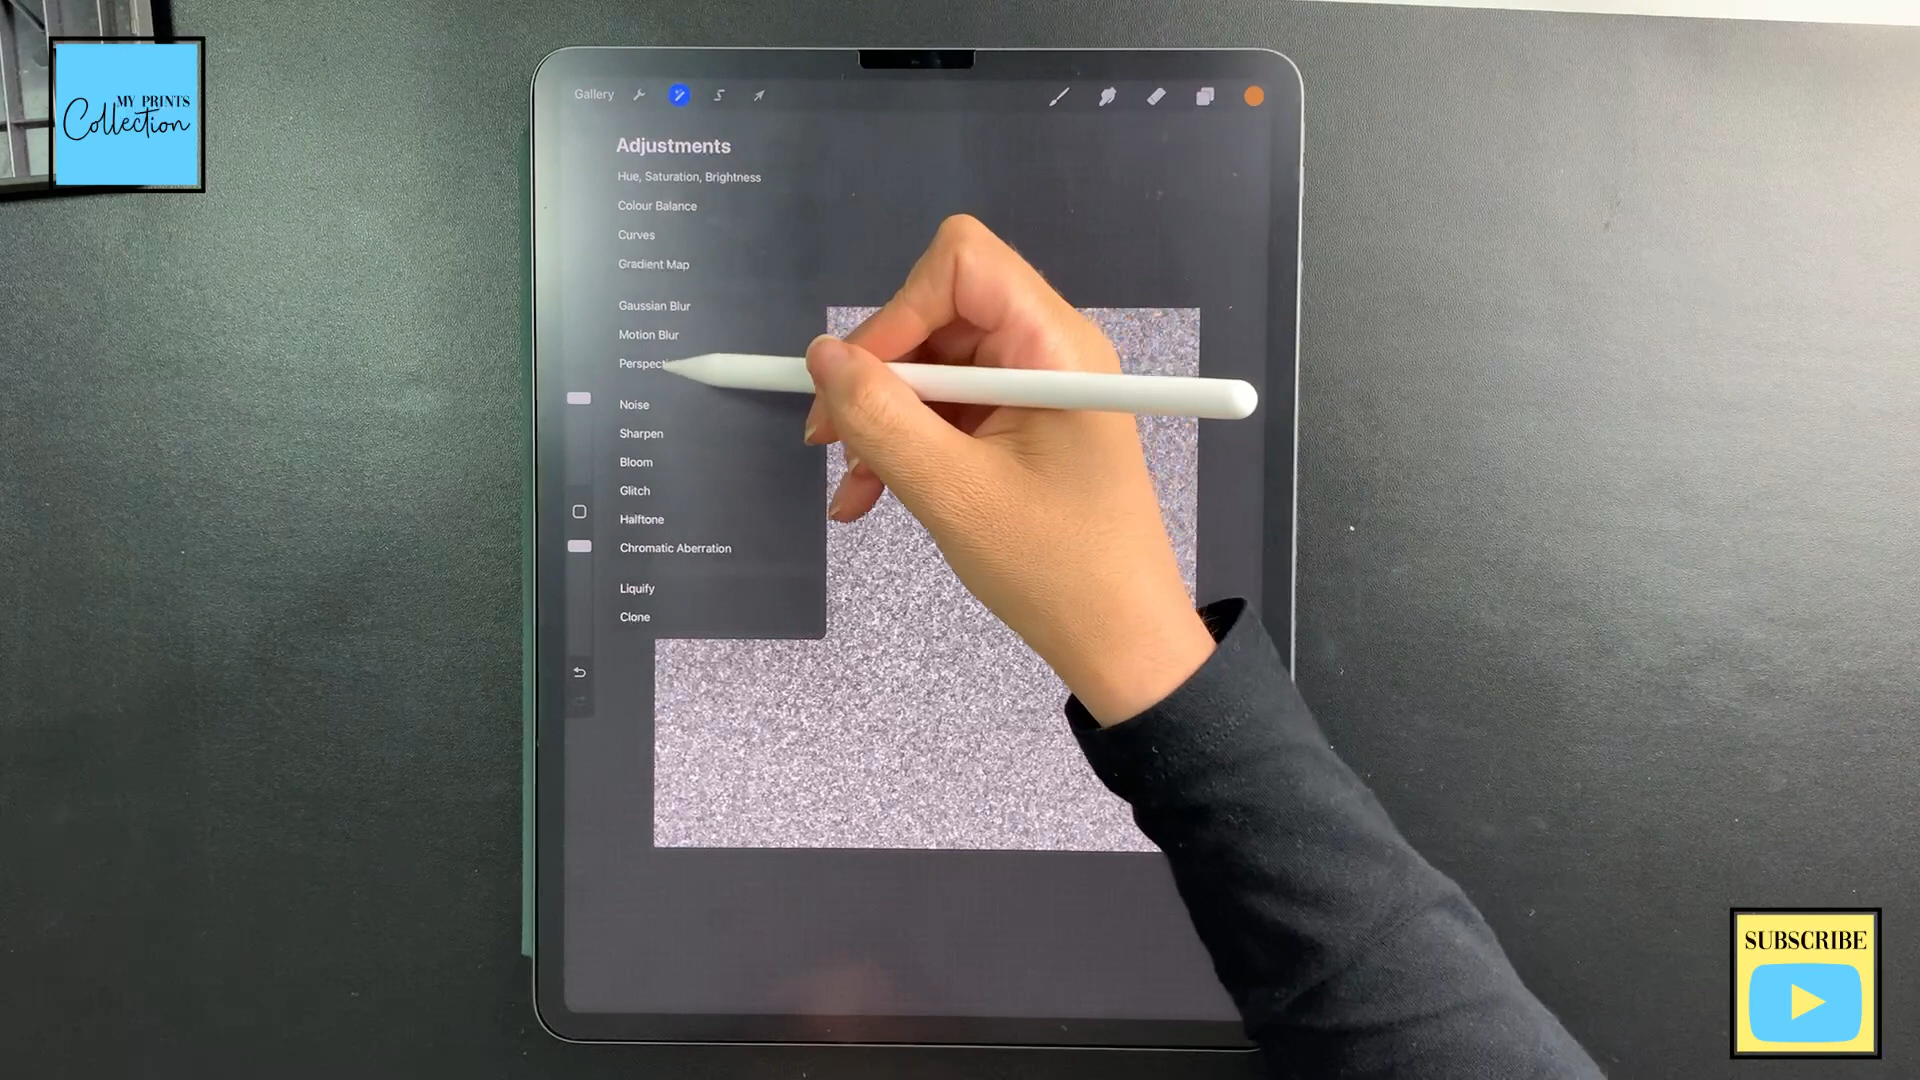 MY PRINTS
Collection
Gallery
Adjustments
Hue, Saturation, Brightness
Colour Balance
Curves
Gradient Map
Gaussian Blur
Motion Blur
Noise
Sharpen
Bloom
Glitch
Halftone
Chromatic Aberration
Liquify
Clone
SUBSCRIBE